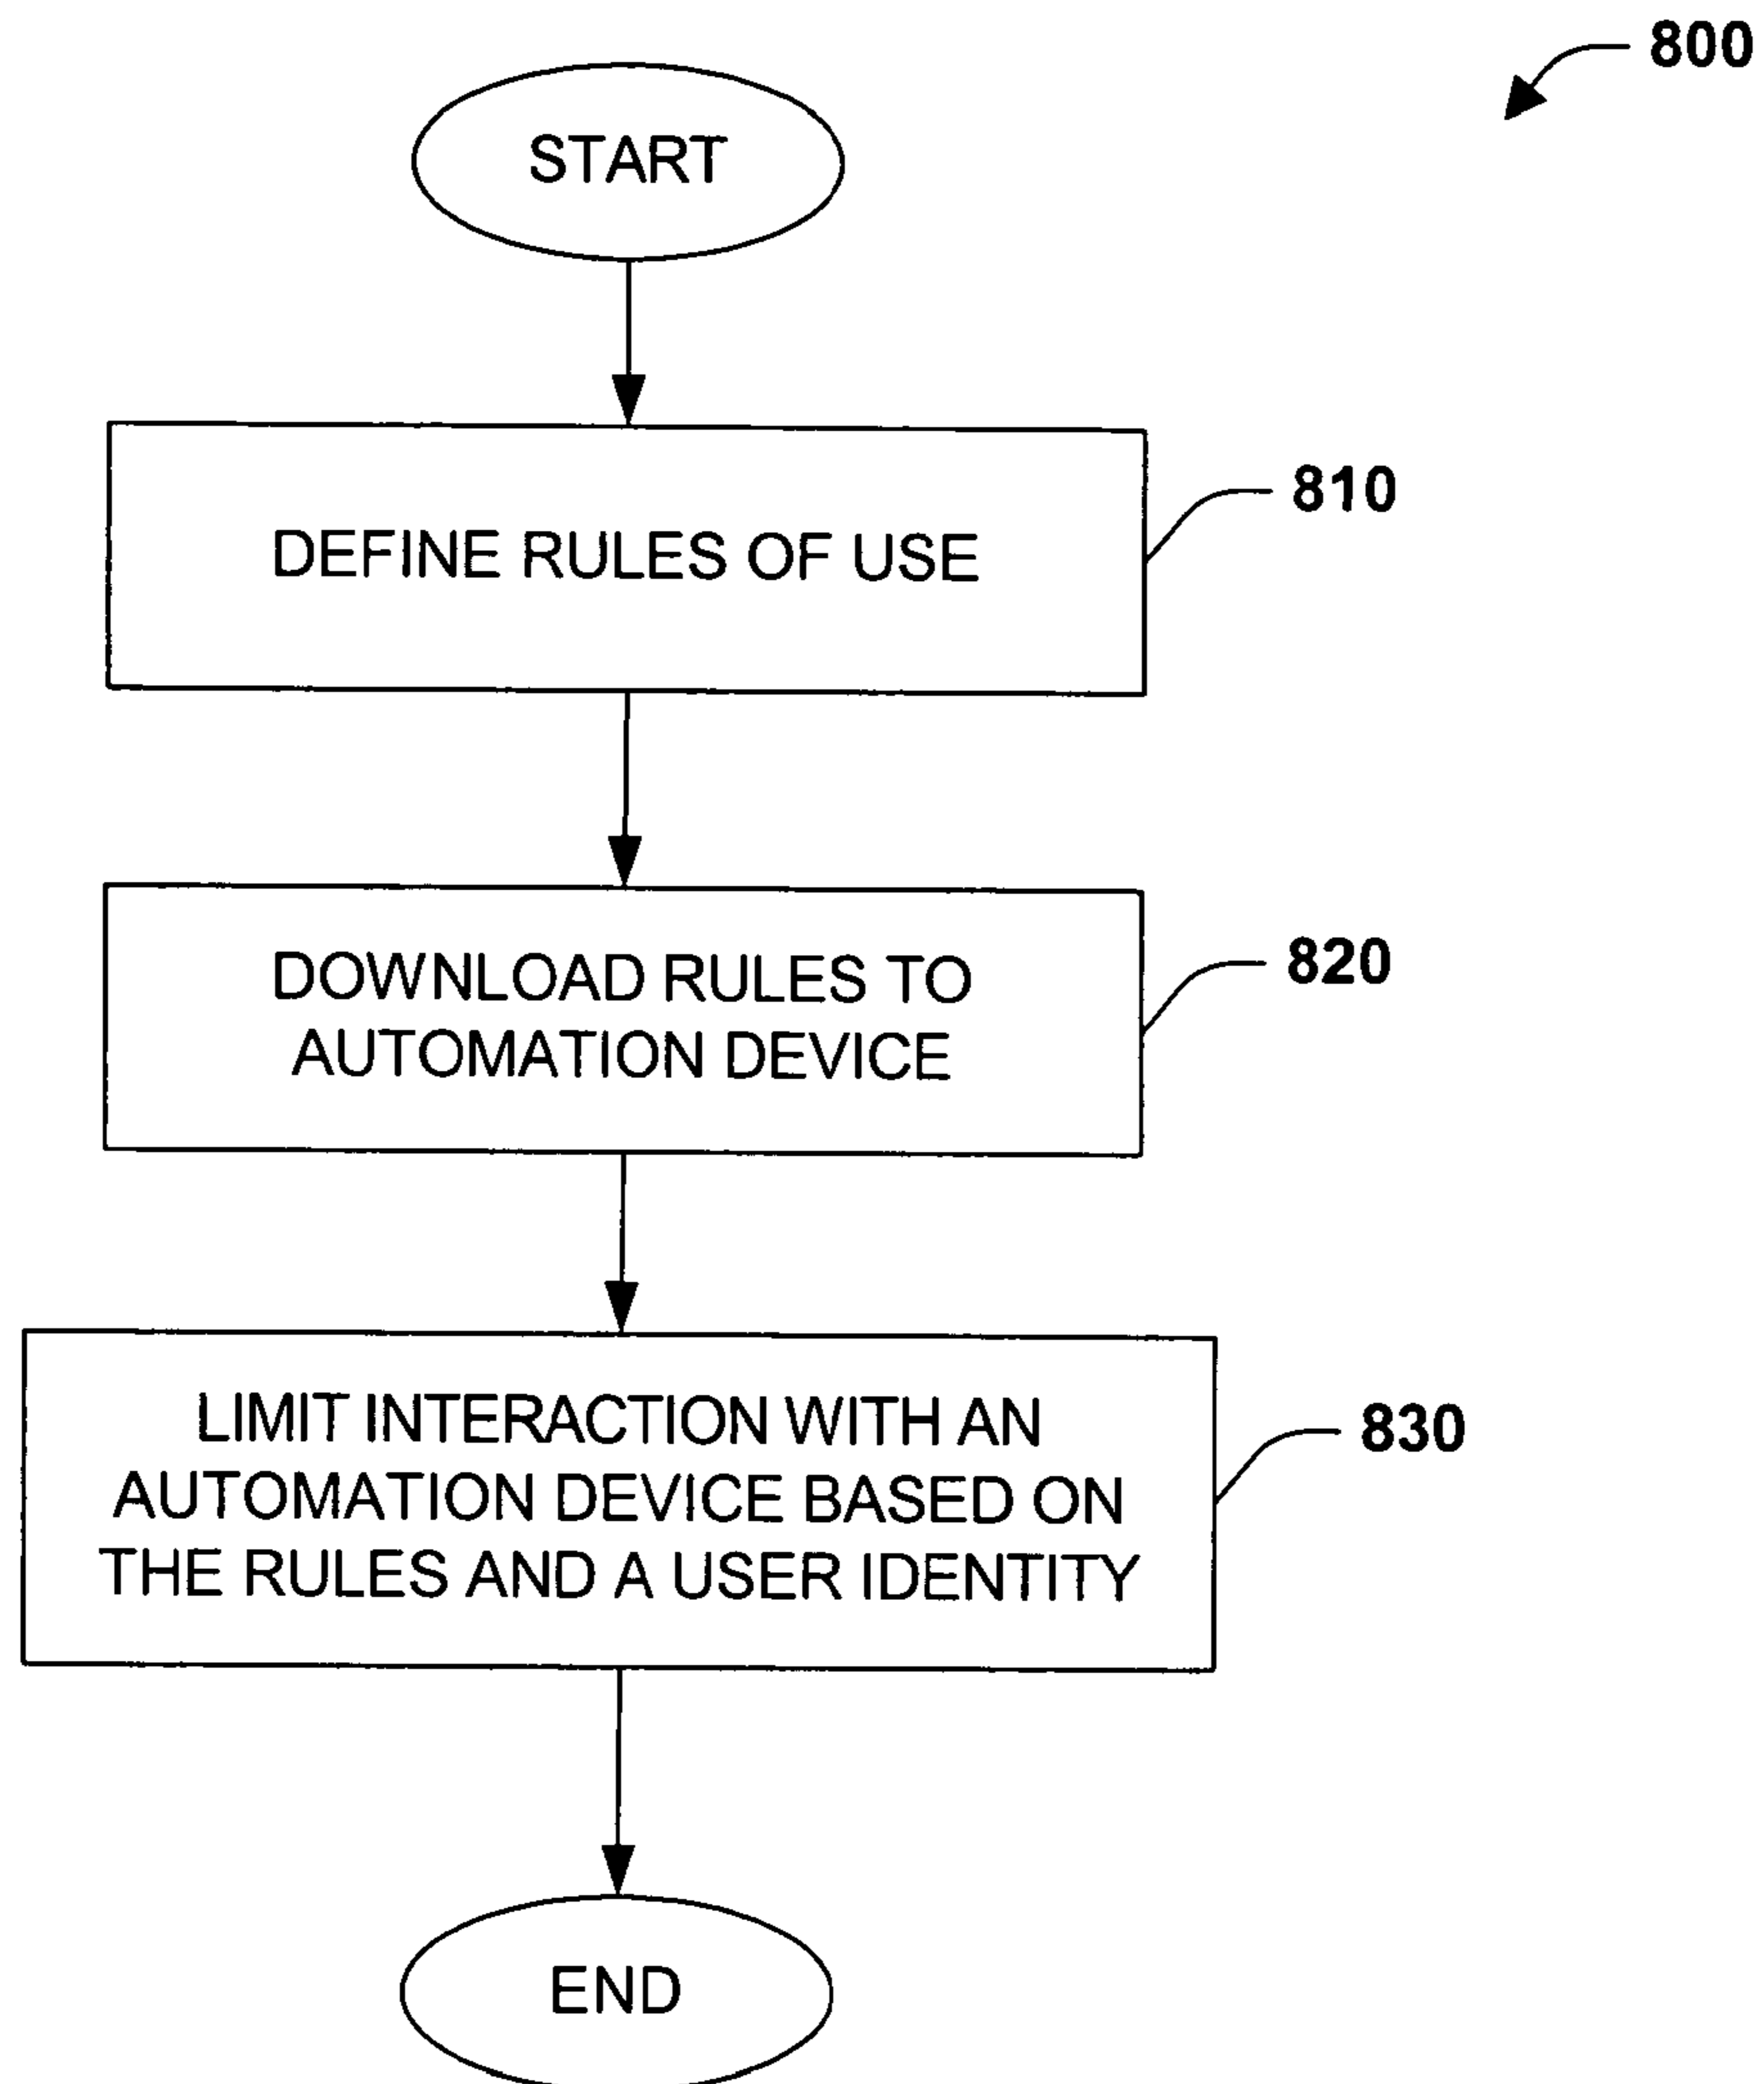 800
START
DEFINE RULES OF USE
810
DOWNLOAD RULES TO
AUTOMATION DEVICE
820
LIMIT INTERACTION WITH AN
AUTOMATION DEVICE BASED ON
THE RULES AND A USER IDENTITY
830
END